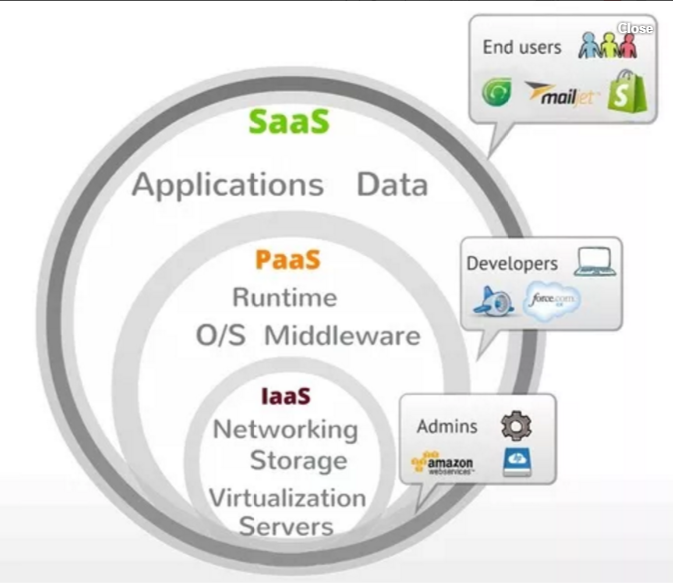 Close
End users
mailjet
S
SaaS
Applications Data
PaaS
Runtime
O/S Middleware
Developers
force.com
IaaS
Networking
Storage
Virtualization
Servers
Admins
amazon
webservices™